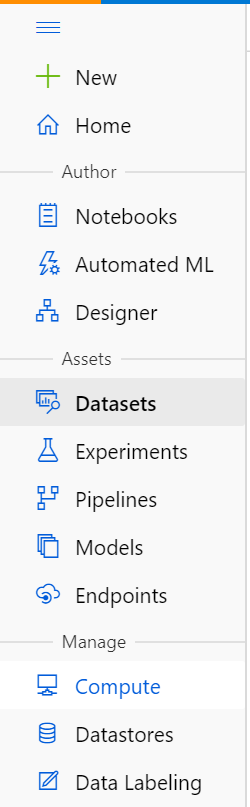 New
Home
Author
Notebooks
Automated ML
Designer
Assets
Datasets
Experiments
Pipelines
Models
Endpoints
Manage
Compute
Datastores
Data Labeling